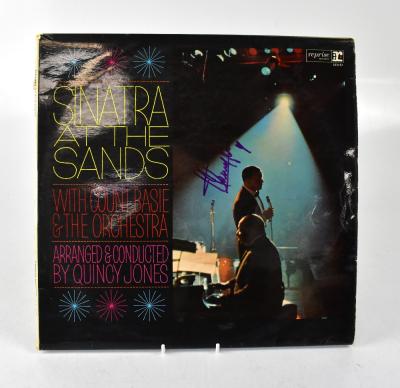 SINATRA
AT THE
SANDS
WITH COUNT BASIE
& THE ORCHESTRA
ARRANGED & CONDUCTED
BY QUINCY JONES
reprise